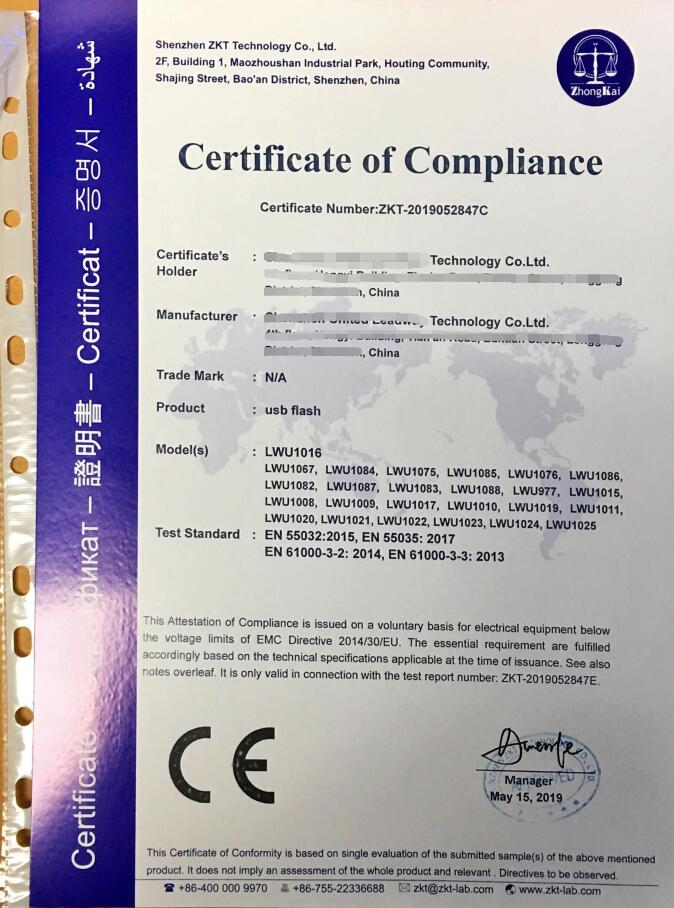 Shenzhen ZKT Technology Co., Ltd.
2F, Building 1, Maozhoushan Industrial Park, Houting Community,
Shajing Street, Bao'an District, Shenzhen, China
ZhongKai
Certificate of Compliance
Certificate Number:ZKT-2019052847C
Certificate's Holder : Technology Co.Ltd.
, China
Manufacturer : Technology Co.Ltd.
, China
Trade Mark : N/A
Product : usb flash
Model(s) : LWU1016
LWU1067, LWU1084, LWU1075, LWU1085, LWU1076, LWU1086,
LWU1082, LWU1087, LWU1083, LWU1088, LWU977, LWU1015,
LWU1008, LWU1009, LWU1017, LWU1010, LWU1019, LWU1011,
LWU1020, LWU1021, LWU1022, LWU1023, LWU1024, LWU1025
Test Standard : EN 55032:2015, EN 55035: 2017
EN 61000-3-2: 2014, EN 61000-3-3: 2013
This Attestation of Compliance is issued on a voluntary basis for electrical equipment below
the voltage limits of EMC Directive 2014/30/EU. The essential requirement are fulfilled
accordingly based on the technical specifications applicable at the time of issuance. See also
notes overleaf. It is only valid in connection with the test report number: ZKT-2019052847E.
CE
Manager
May 15, 2019
This Certificate of Conformity is based on single evaluation of the submitted sample(s) of the above mentioned
product. It does not imply an assessment of the whole product and relevant . Directives to be observed.
+86-400 000 9970 +86-755-22336688 zkt@zkt-lab.com www.zkt-lab.com
Certificate – 證明書 – Certificat – 증명서 – شهادة